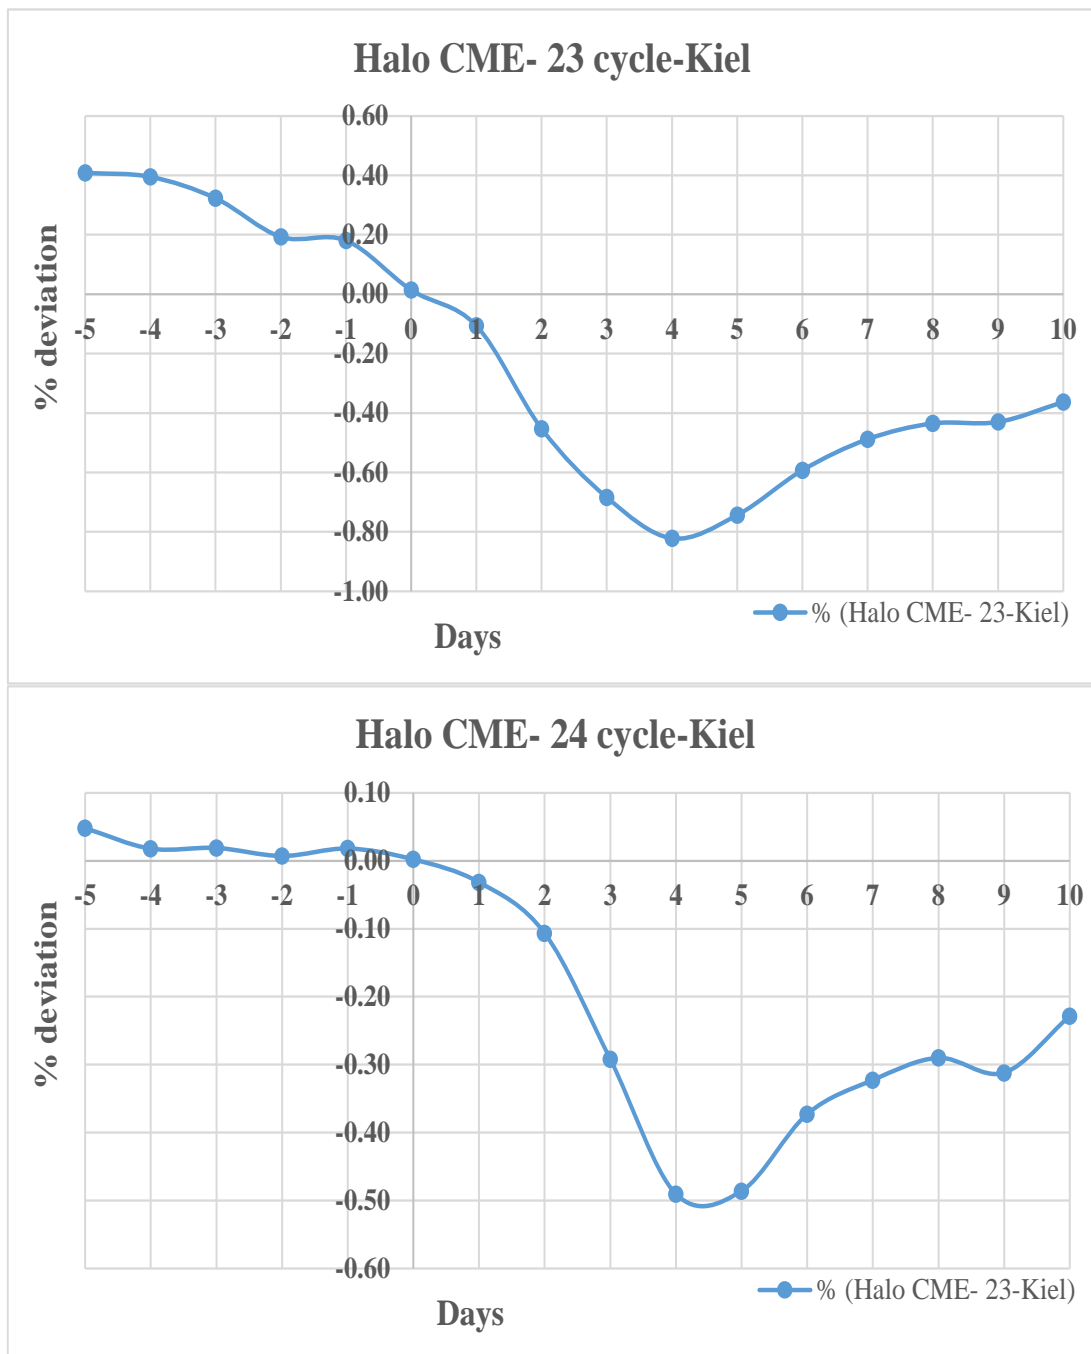 Halo CME- 23 cycle-Kiel
0.60
0.40
0.20
0.00
-5 -4 -3 -2 -1 0 1 2 3 4 5 6 7 8 9 10
-0.20
-0.40
-0.60
-0.80
-1.00
% deviation
Days
% (Halo CME- 23-Kiel)
Halo CME- 24 cycle-Kiel
0.10
0.00
-5 -4 -3 -2 -1 0 1 2 3 4 5 6 7 8 9 10
-0.10
-0.20
-0.30
-0.40
-0.50
-0.60
% deviation
Days
% (Halo CME- 23-Kiel)